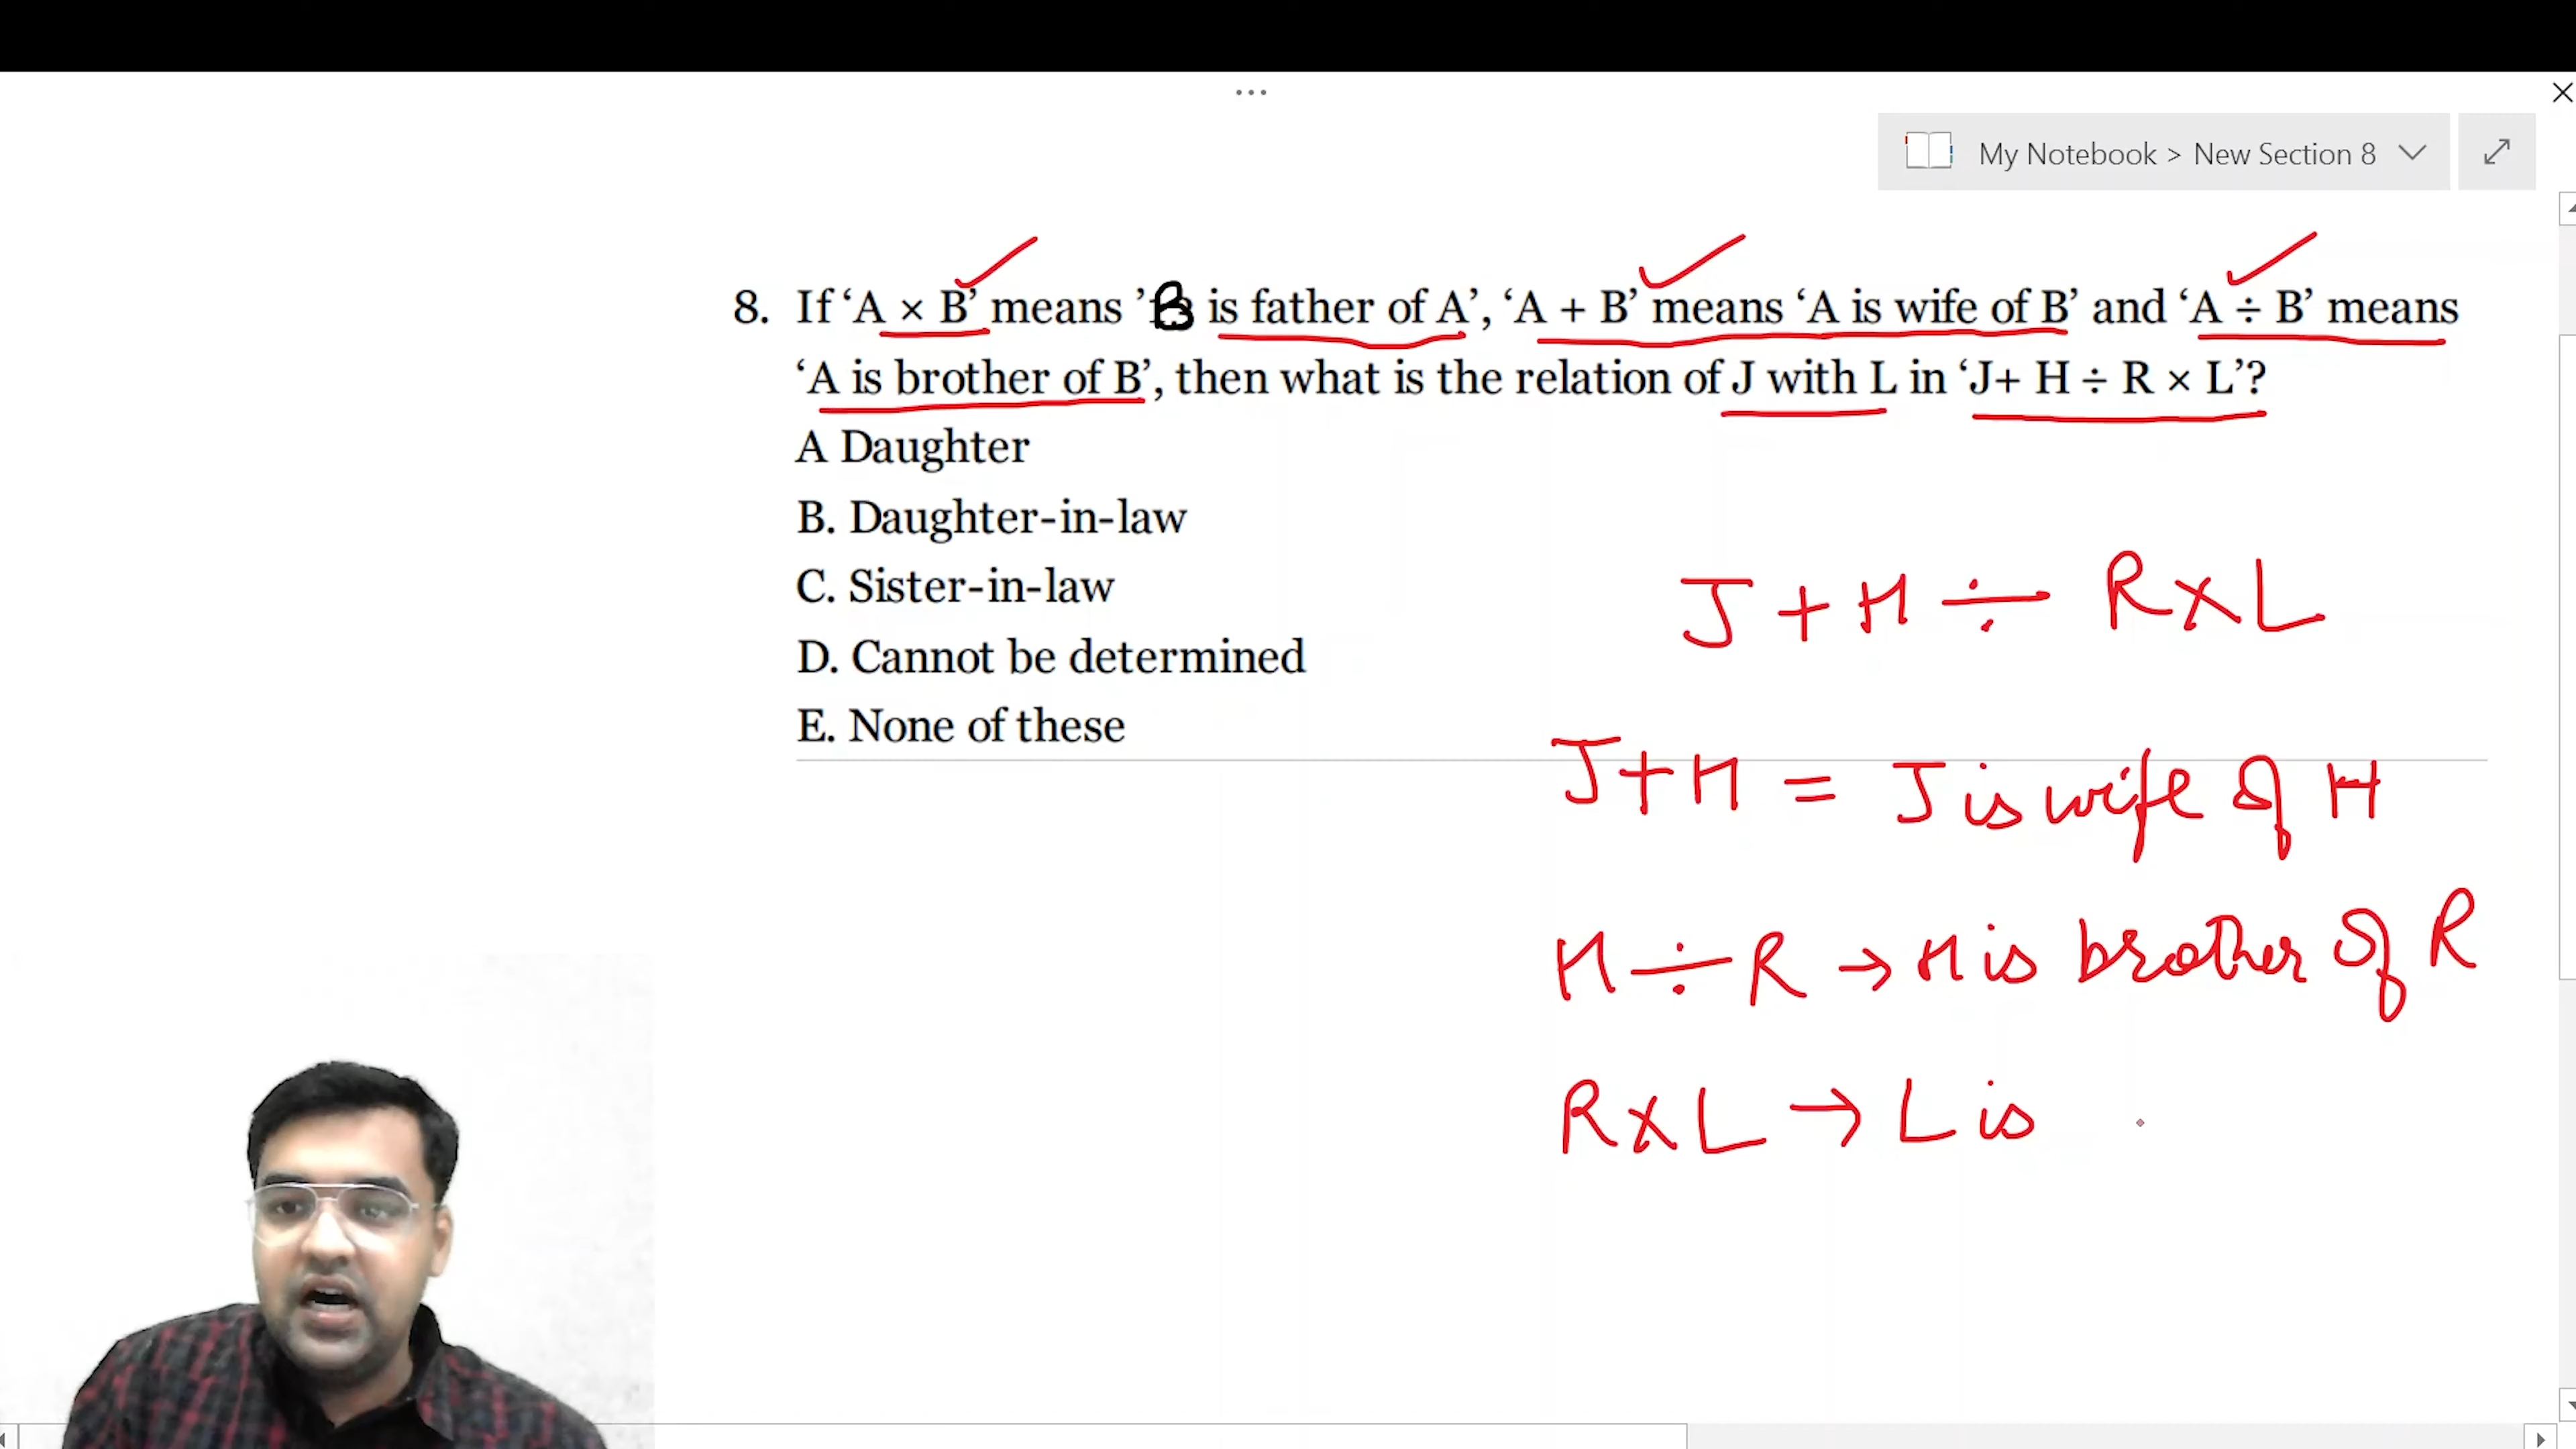 My Notebook > New Section 8
8. If ‘A × B’ means ’B is father of A’, ‘A + B’ means ‘A is wife of B’ and ‘A ÷ B’ means
‘A is brother of B’, then what is the relation of J with L in ‘J+ H ÷ R × L’?
A Daughter
B. Daughter-in-law
C. Sister-in-law
D. Cannot be determined
E. None of these
J + H ÷ R × L
J + H = J is wife of H
H ÷ R → H is brother of R
R × L → L is